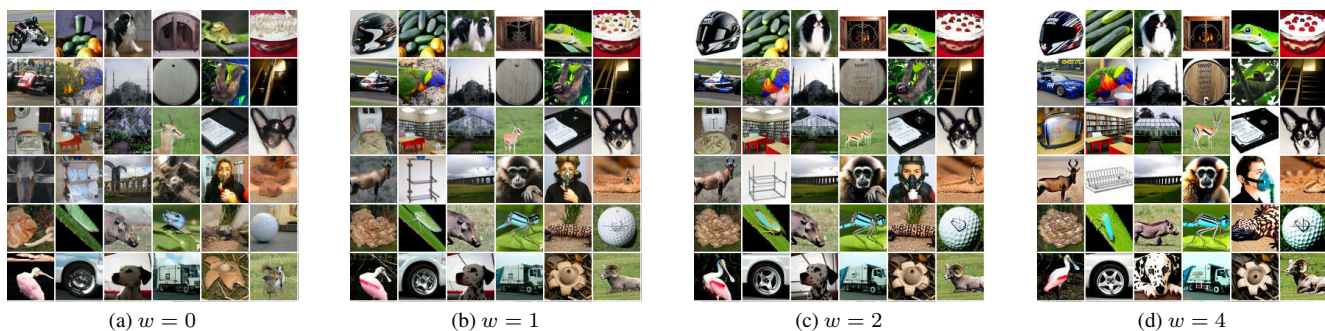 (a) w = 0
(b) w = 1
(c) w = 2
(d) w = 4